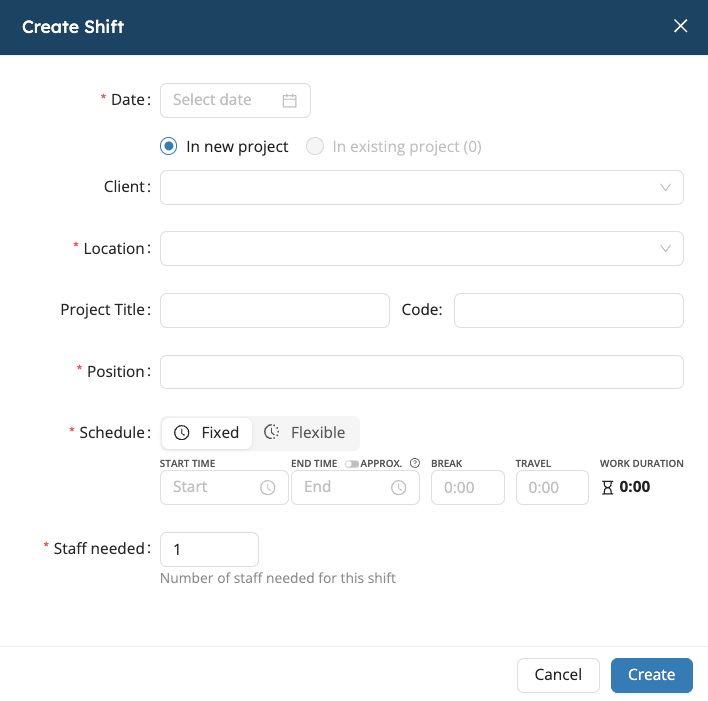 Create Shift
* Date: Select date
In new project In existing project (0)
Client:
* Location:
Project Title: Code:
* Position:
* Schedule: Fixed Flexible
START TIME END TIME APPROX. BREAK TRAVEL WORK DURATION
Start End 0:00 0:00 0:00
* Staff needed: 1
Number of staff needed for this shift
Cancel Create